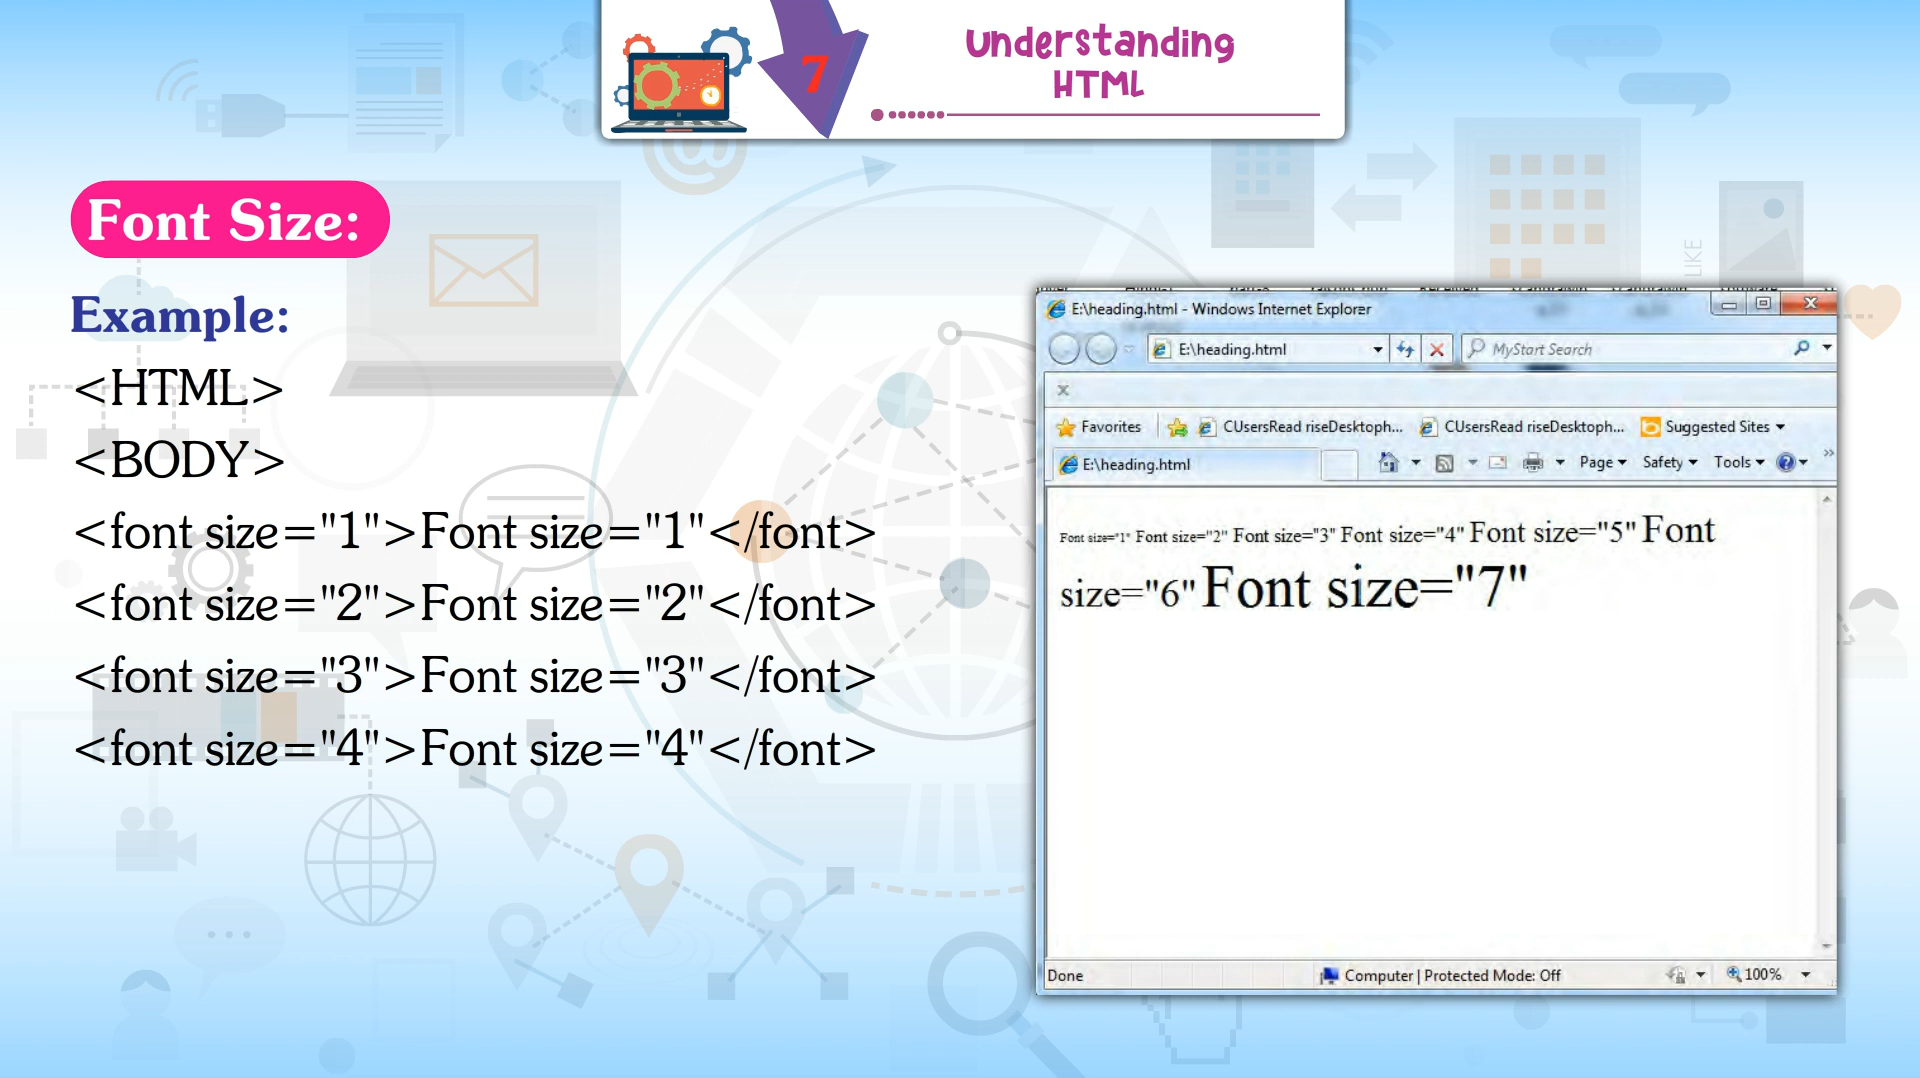 7
Understanding
HTML
LIKE
Font Size:
Example:
<HTML>
<BODY>
<font size="1">Font size="1"</font>
<font size="2">Font size="2"</font>
<font size="3">Font size="3"</font>
<font size="4">Font size="4"</font>
E:\heading.html - Windows Internet Explorer
E:\heading.html
MyStart Search
Favorites CUsersRead riseDesktoph... CUsersRead riseDesktoph... Suggested Sites
E:\heading.html Page Safety Tools
Font size="1" Font size="2" Font size="3" Font size="4" Font size="5" Font
size="6" Font size="7"
Done Computer | Protected Mode: Off 100%